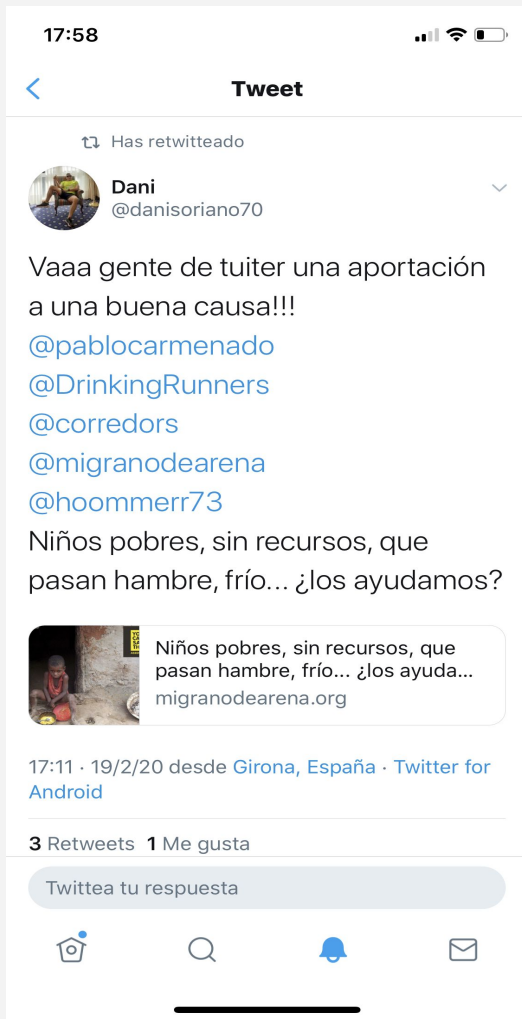 17:58
Tweet
Has retwitteado
Dani
@danisoriano70
Vaaa gente de tuiter una aportación
a una buena causa!!!
@pablocarmenado
@DrinkingRunners
@corredors
@migranodearena
@hoommerr73
Niños pobres, sin recursos, que
pasan hambre, frío... ¿los ayudamos?
Niños pobres, sin recursos, que
pasan hambre, frío... ¿los ayuda...
migranodearena.org
17:11 · 19/2/20 desde Girona, España · Twitter for
Android
3 Retweets 1 Me gusta
Twittea tu respuesta